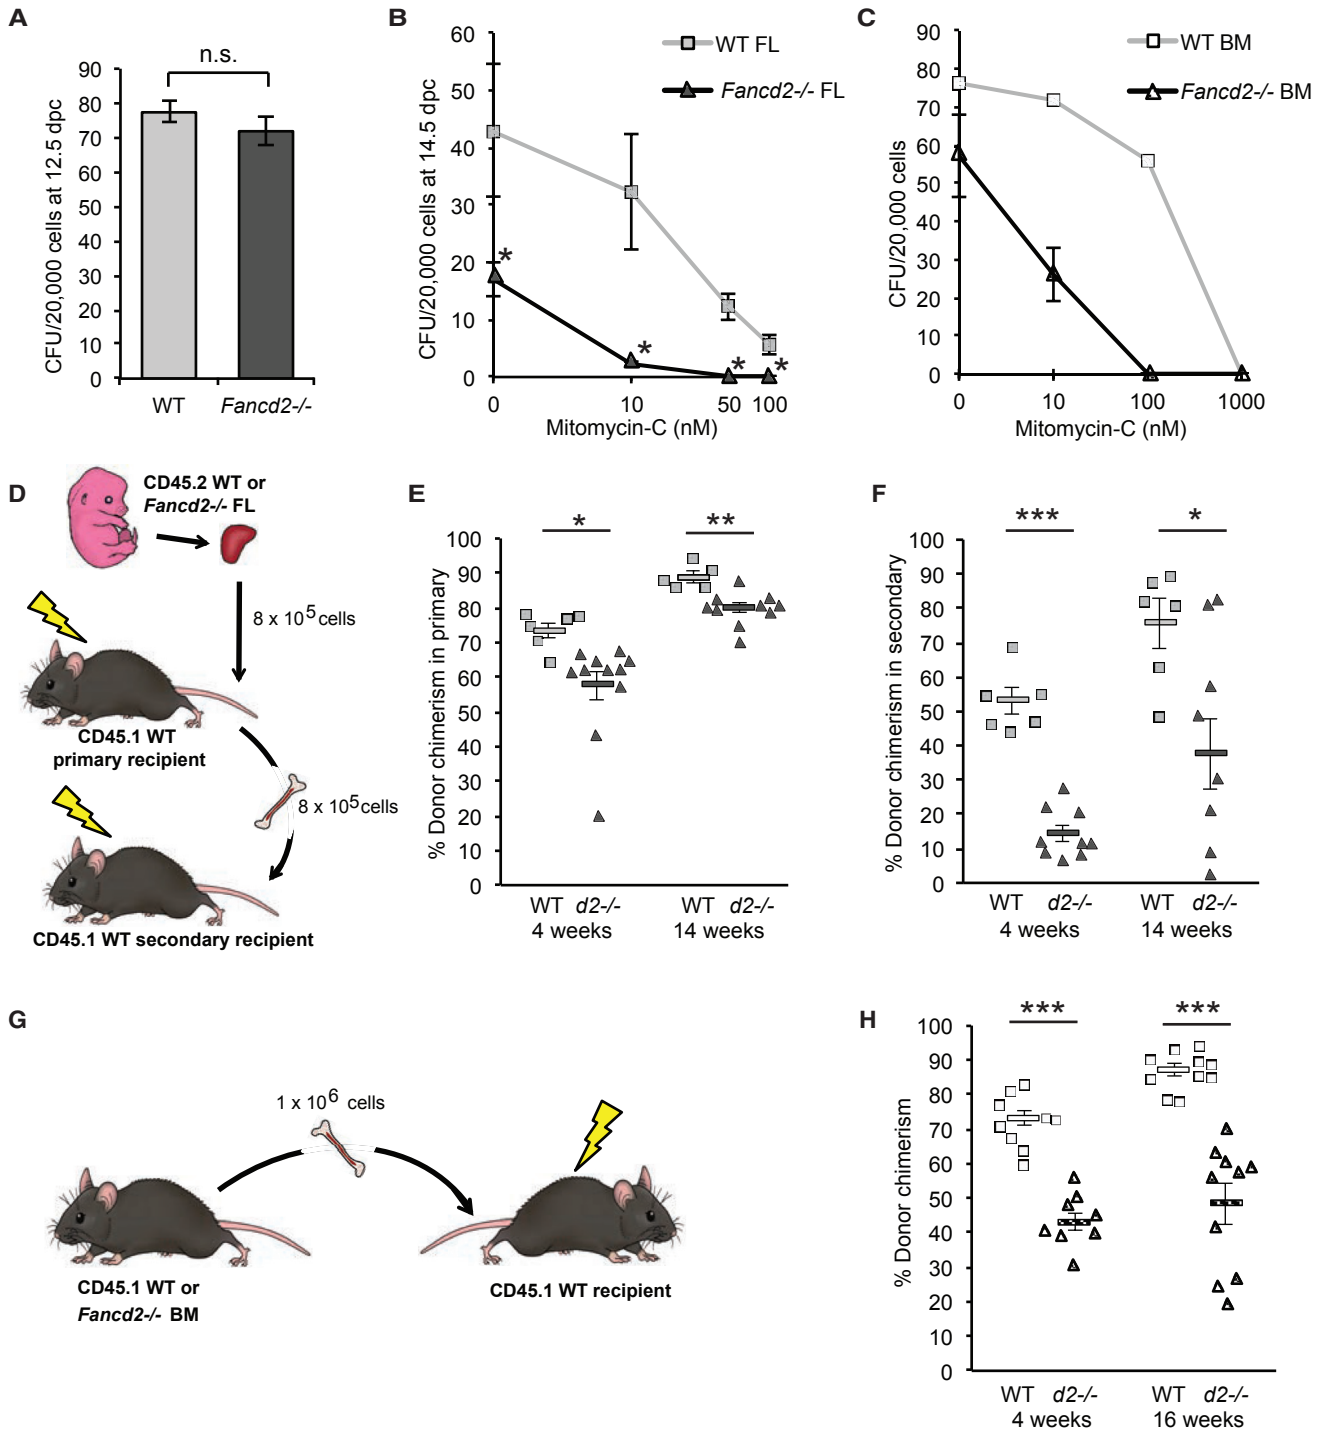 A
n.s.
CFU/20,000 cells at 12.5 dpc
90
80
70
60
50
40
30
20
10
0
WT Fancd2-/-
B
WT FL
Fancd2-/- FL
CFU/20,000 cells at 14.5 dpc
60
50
40
30
20
10
0
*
*
*
*
0 10 50 100
Mitomycin-C (nM)
C
WT BM
Fancd2-/- BM
CFU/20,000 cells
90
80
70
60
50
40
30
20
10
0
0 10 100 1000
Mitomycin-C (nM)
D
CD45.2 WT or
Fancd2-/- FL
8 x 10^5 cells
CD45.1 WT
primary recipient
8 x 10^5 cells
CD45.1 WT secondary recipient
E
* **
% Donor chimerism in primary
100
90
80
70
60
50
40
30
20
10
0
WT d2-/- WT d2-/-
4 weeks 14 weeks
F
*** *
% Donor chimerism in secondary
100
90
80
70
60
50
40
30
20
10
0
WT d2-/- WT d2-/-
4 weeks 14 weeks
G
1 x 10^6 cells
CD45.1 WT or
Fancd2-/- BM
CD45.1 WT recipient
H
*** ***
% Donor chimerism
100
90
80
70
60
50
40
30
20
10
0
WT d2-/- WT d2-/-
4 weeks 16 weeks